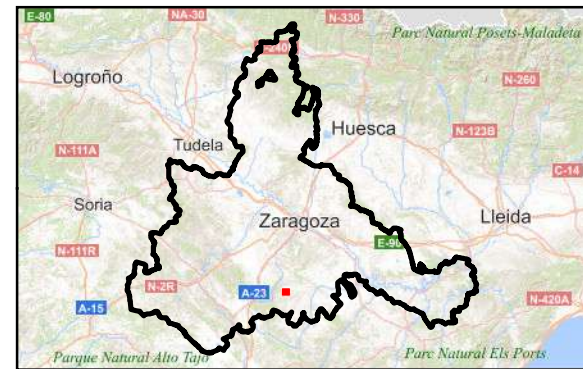 E-80
NA-30
N-330
Parc Natural Posets-Maladeta
N-240
Logroño
N-260
Huesca
N-123B
Tudela
N-111A
C-14
Soria
Zaragoza
Lleida
E-90
N-111R
N-2R
A-23
A-15
N-420A
Parque Natural Alto Tajo
Parc Natural Els Ports